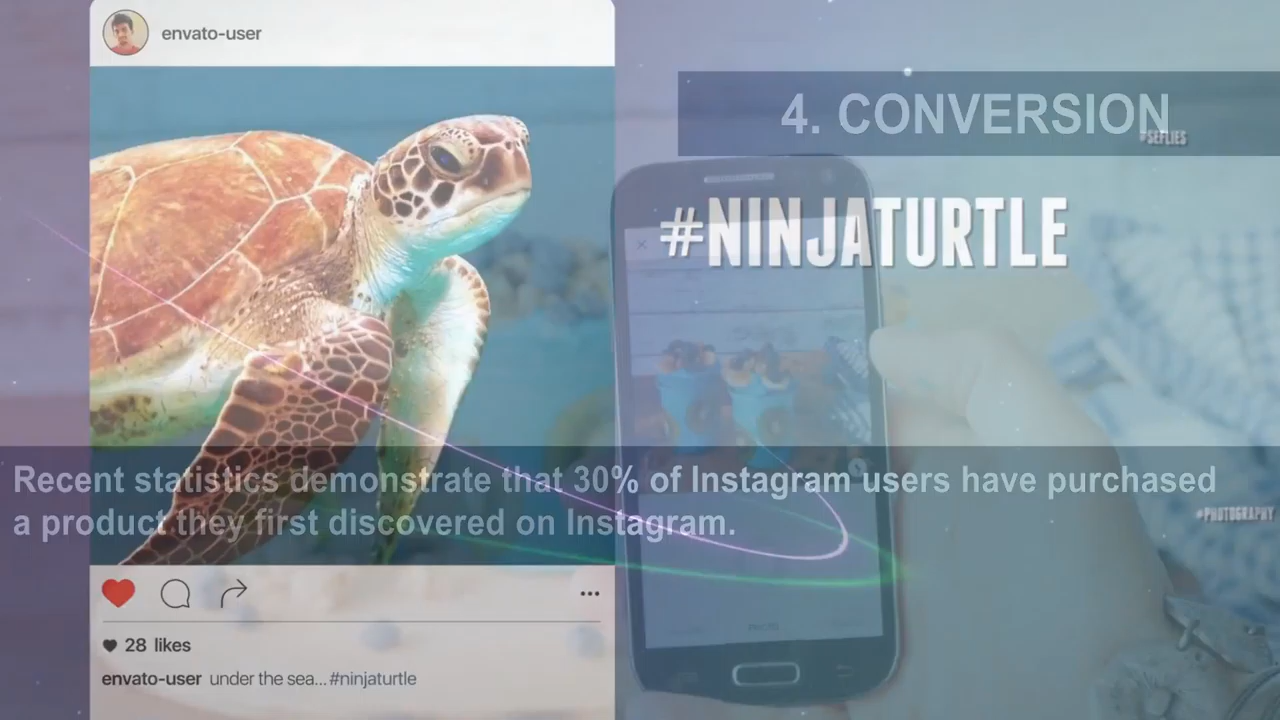 envato-user
4. CONVERSION
#SEFLIES
#NINJATURTLE
Recent statistics demonstrate that 30% of Instagram users have purchased
a product they first discovered on Instagram.
#PHOTOGRAPHY
28 likes
envato-user under the sea... #ninjaturtle